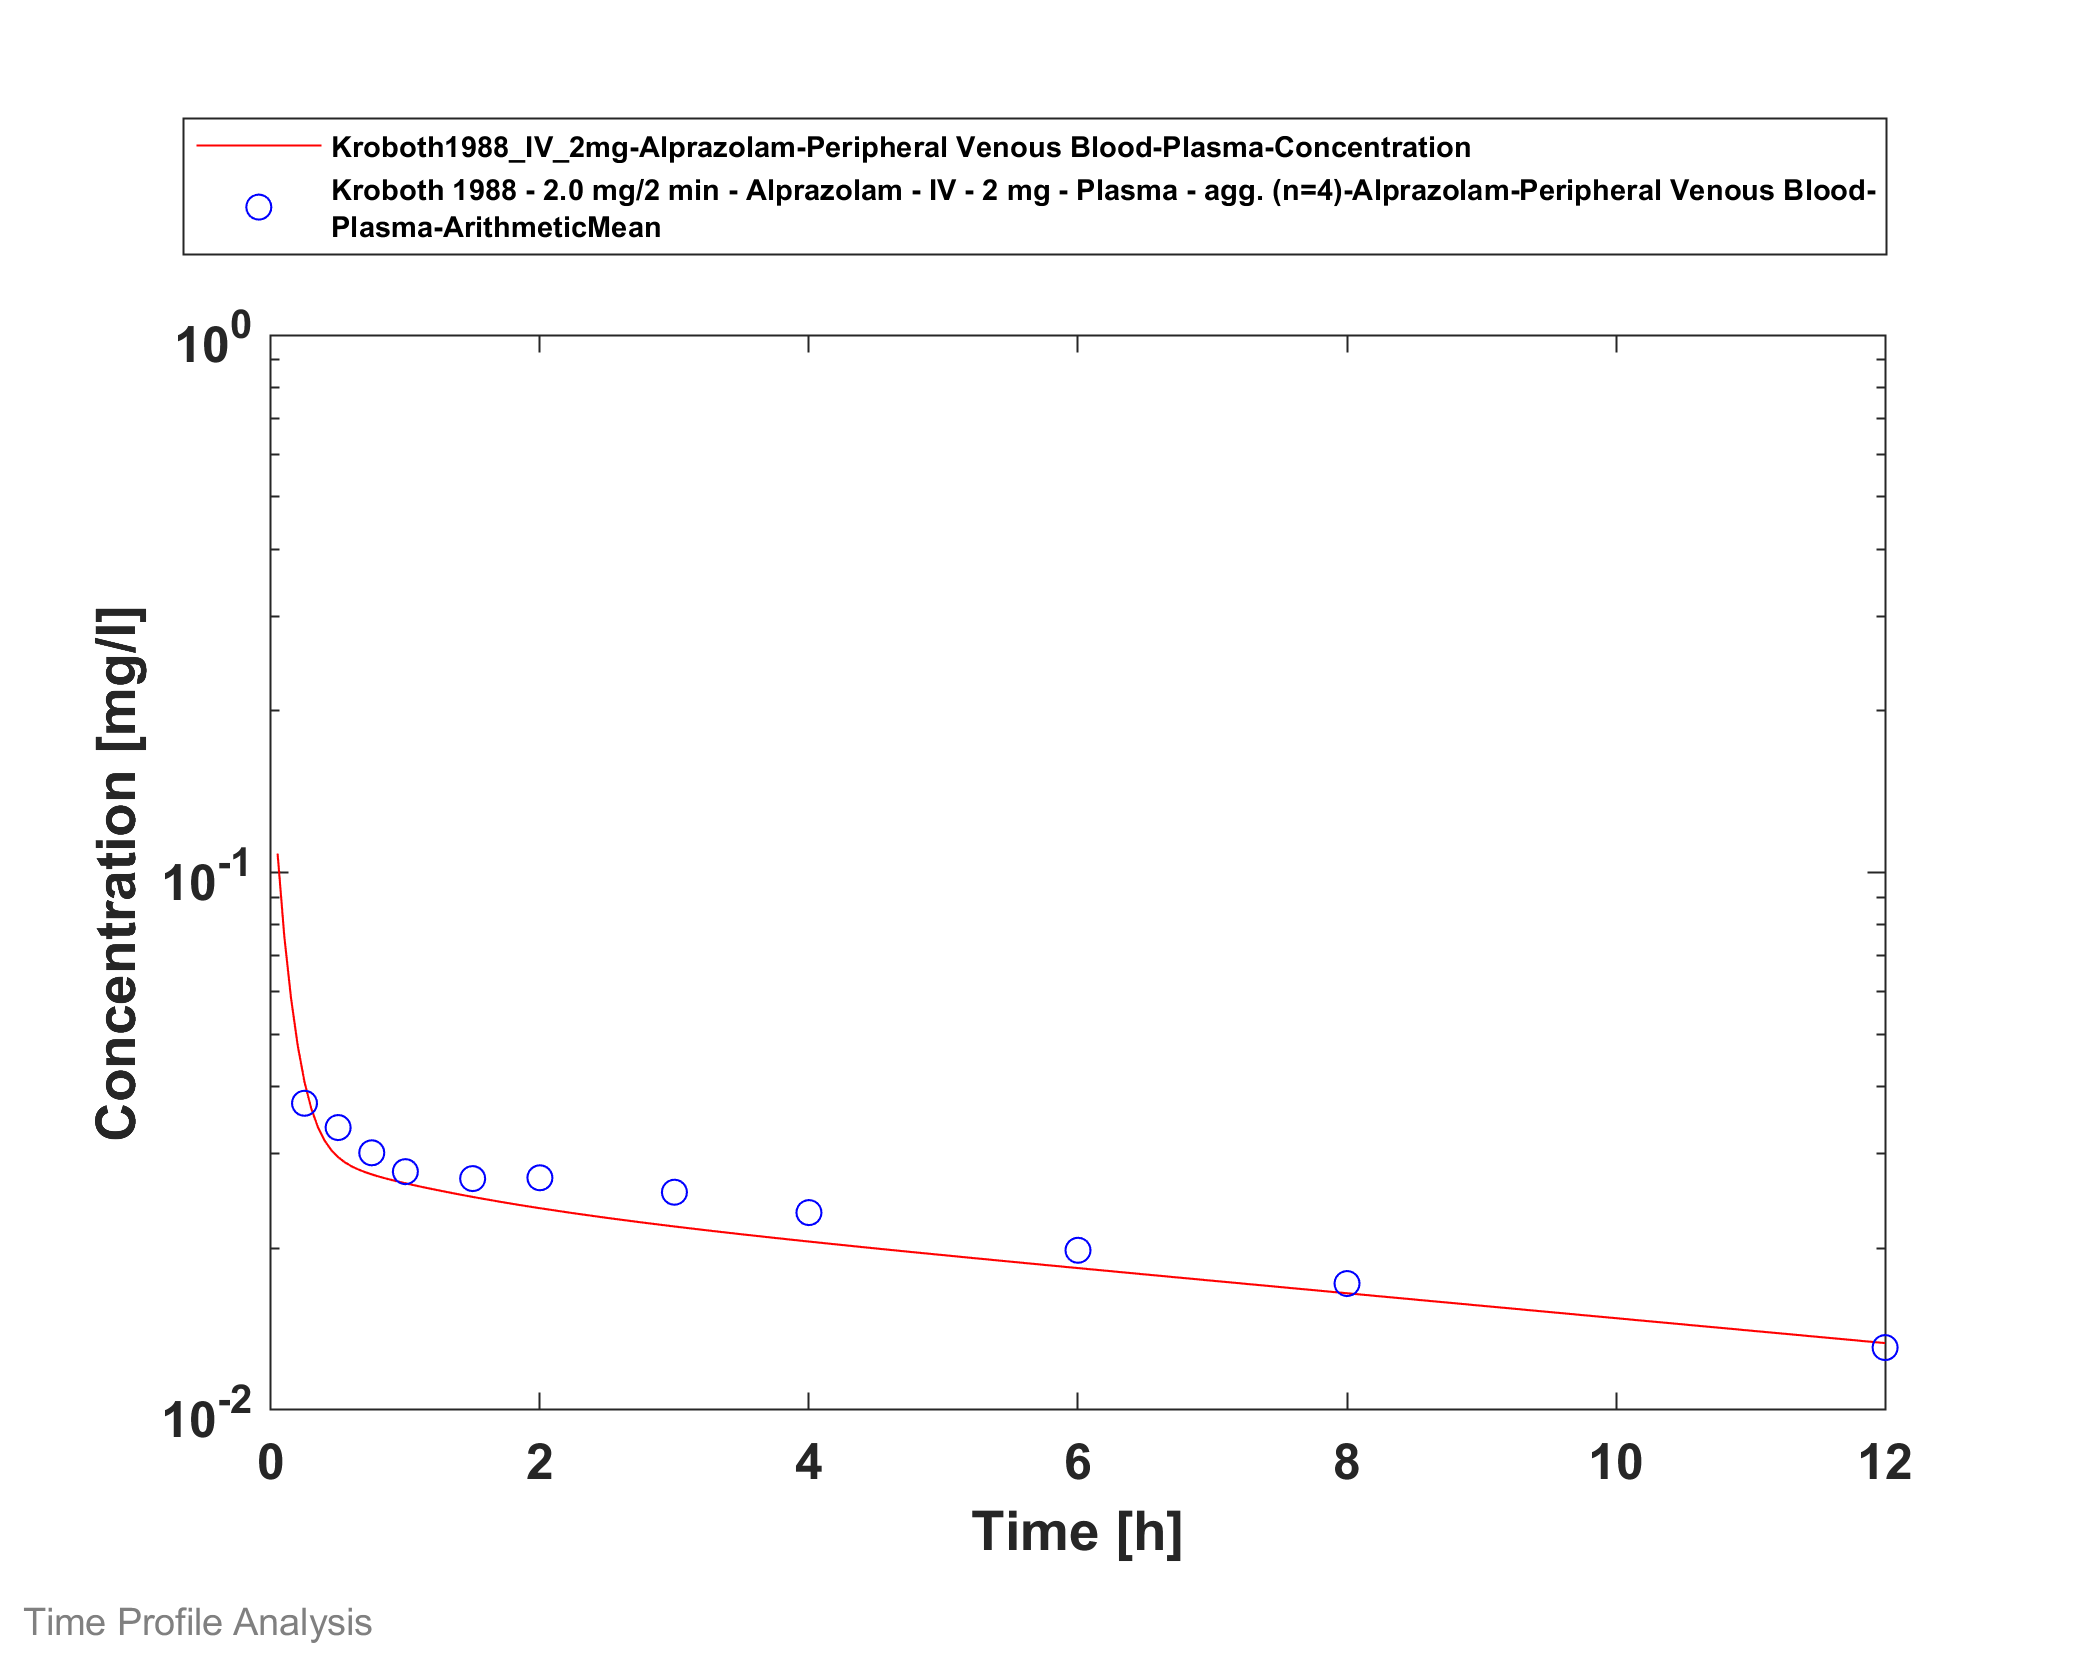 Kroboth1988_IV_2mg-Alprazolam-Peripheral Venous Blood-Plasma-Concentration
Kroboth 1988 - 2.0 mg/2 min - Alprazolam - IV - 2 mg - Plasma - agg. (n=4)-Alprazolam-Peripheral Venous Blood-
Plasma-ArithmeticMean
10^0
10^-1
10^-2
Concentration [mg/l]
0 2 4 6 8 10 12
Time [h]
Time Profile Analysis